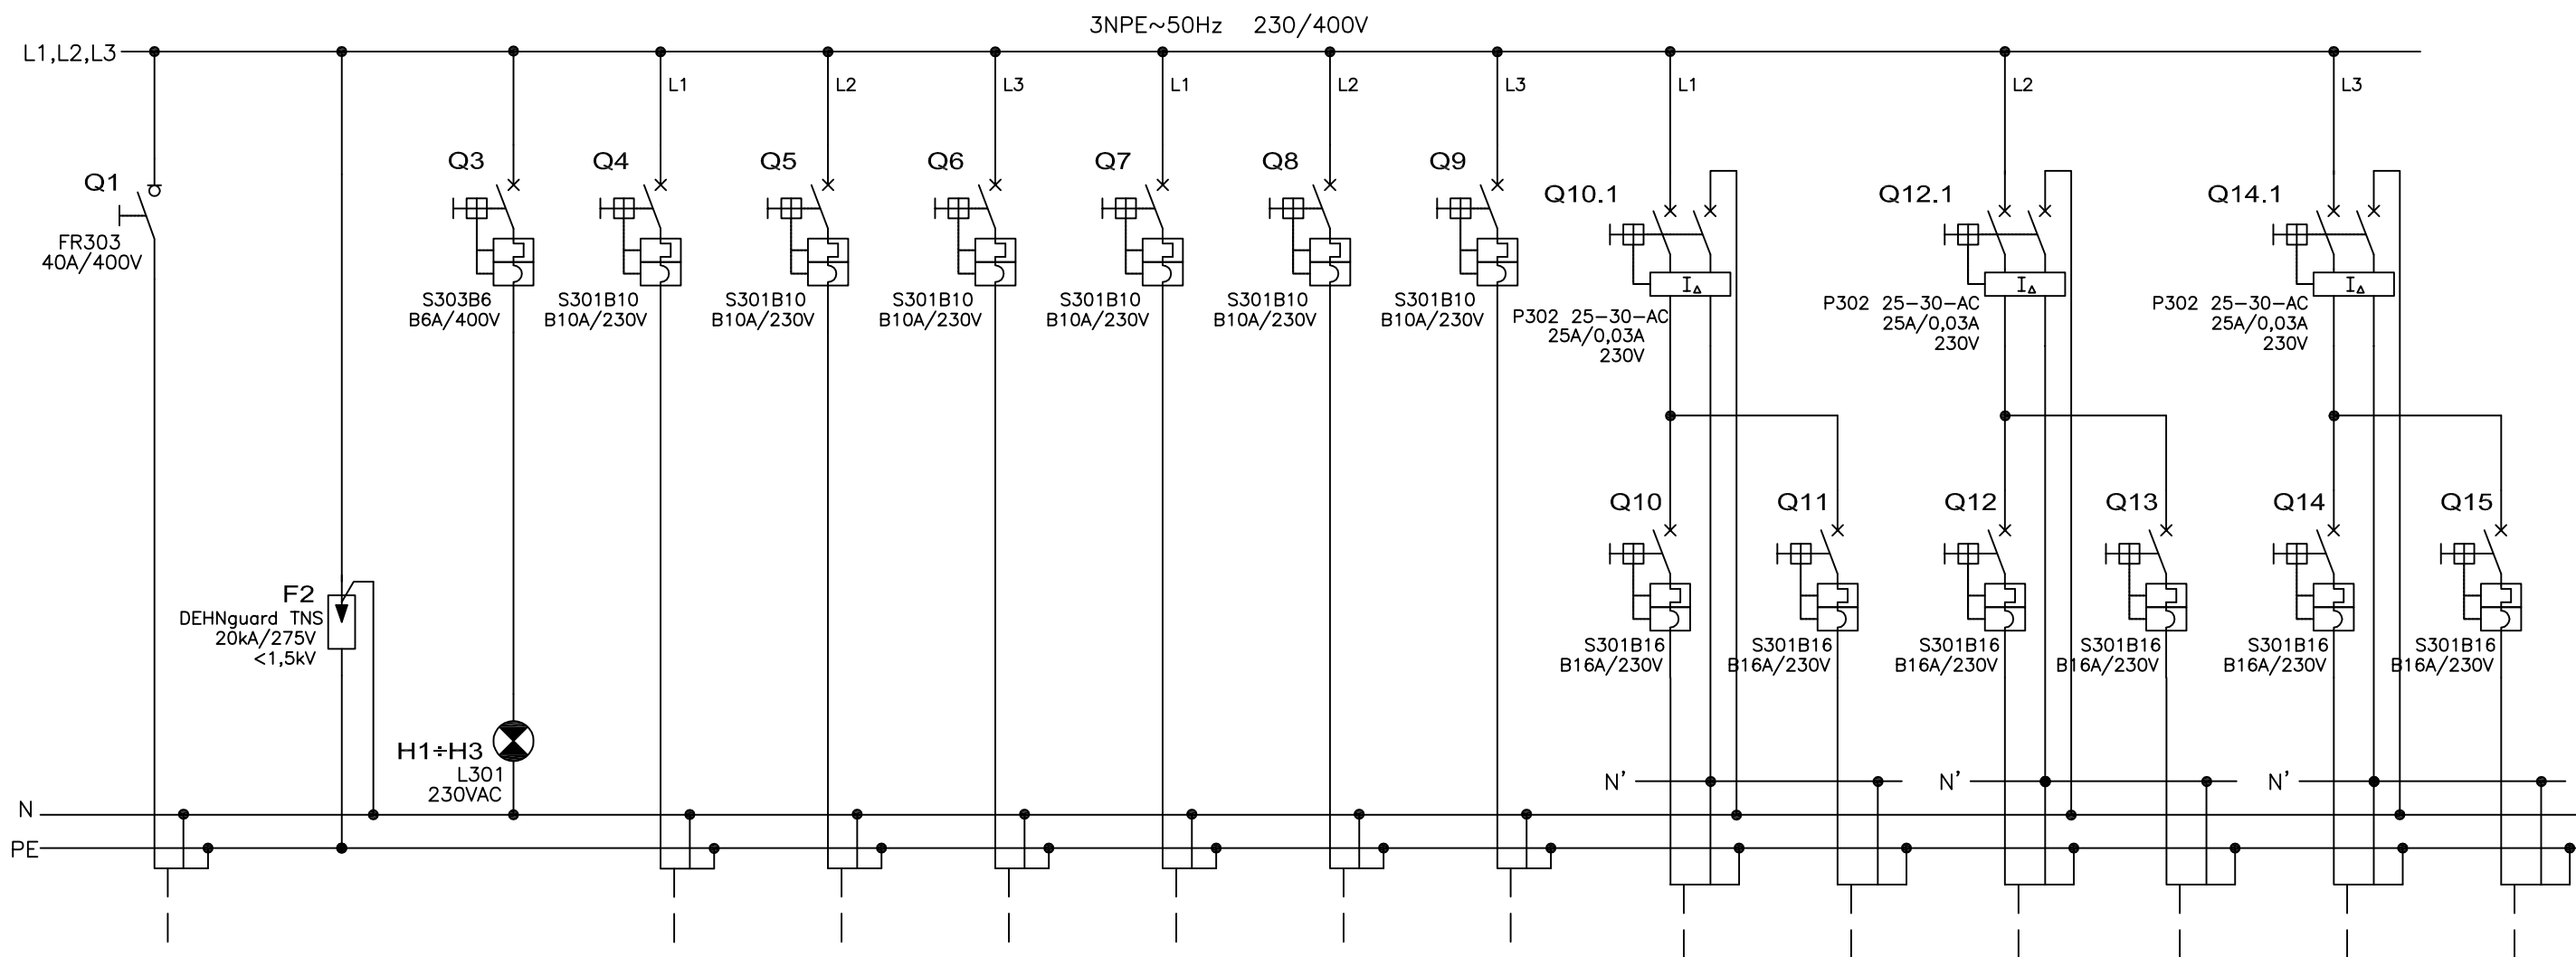 3NPE~50Hz 230/400V
L1,L2,L3
L1
L2
L3
L1
L2
L3
L1
L2
L3
Q1
FR303
40A/400V
F2
DEHNguard TNS
20kA/275V
<1,5kV
Q3
S303B6
B6A/400V
H1÷H3
L301
230VAC
Q4
S301B10
B10A/230V
Q5
S301B10
B10A/230V
Q6
S301B10
B10A/230V
Q7
S301B10
B10A/230V
Q8
S301B10
B10A/230V
Q9
S301B10
B10A/230V
Q10.1
I∆
P302 25-30-AC
25A/0,03A
230V
Q12.1
I∆
P302 25-30-AC
25A/0,03A
230V
Q14.1
I∆
P302 25-30-AC
25A/0,03A
230V
Q10
S301B16
B16A/230V
Q11
S301B16
B16A/230V
Q12
S301B16
B16A/230V
Q13
S301B16
B16A/230V
Q14
S301B16
B16A/230V
Q15
S301B16
B16A/230V
N'
N'
N'
N
PE